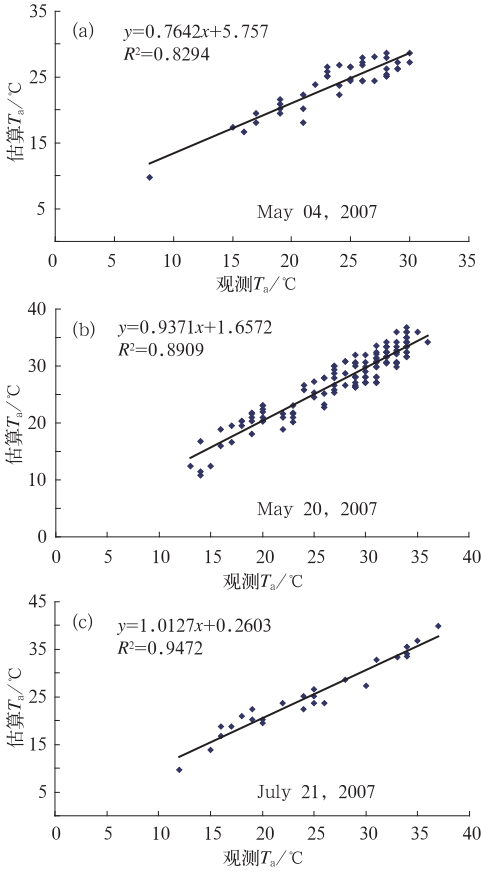 (a)
y=0.7642x+5.757
R²=0.8294
35
25
15
5
估算Tₐ/℃
May 04, 2007
0 5 10 15 20 25 30 35
观测Tₐ/℃
(b)
y=0.9371x+1.6572
R²=0.8909
40
30
20
10
0
估算Tₐ/℃
May 20, 2007
0 5 10 15 20 25 30 35 40
观测Tₐ/℃
(c)
y=1.0127x+0.2603
R²=0.9472
45
35
25
15
5
估算Tₐ/℃
July 21, 2007
0 5 10 15 20 25 30 35 40
观测Tₐ/℃